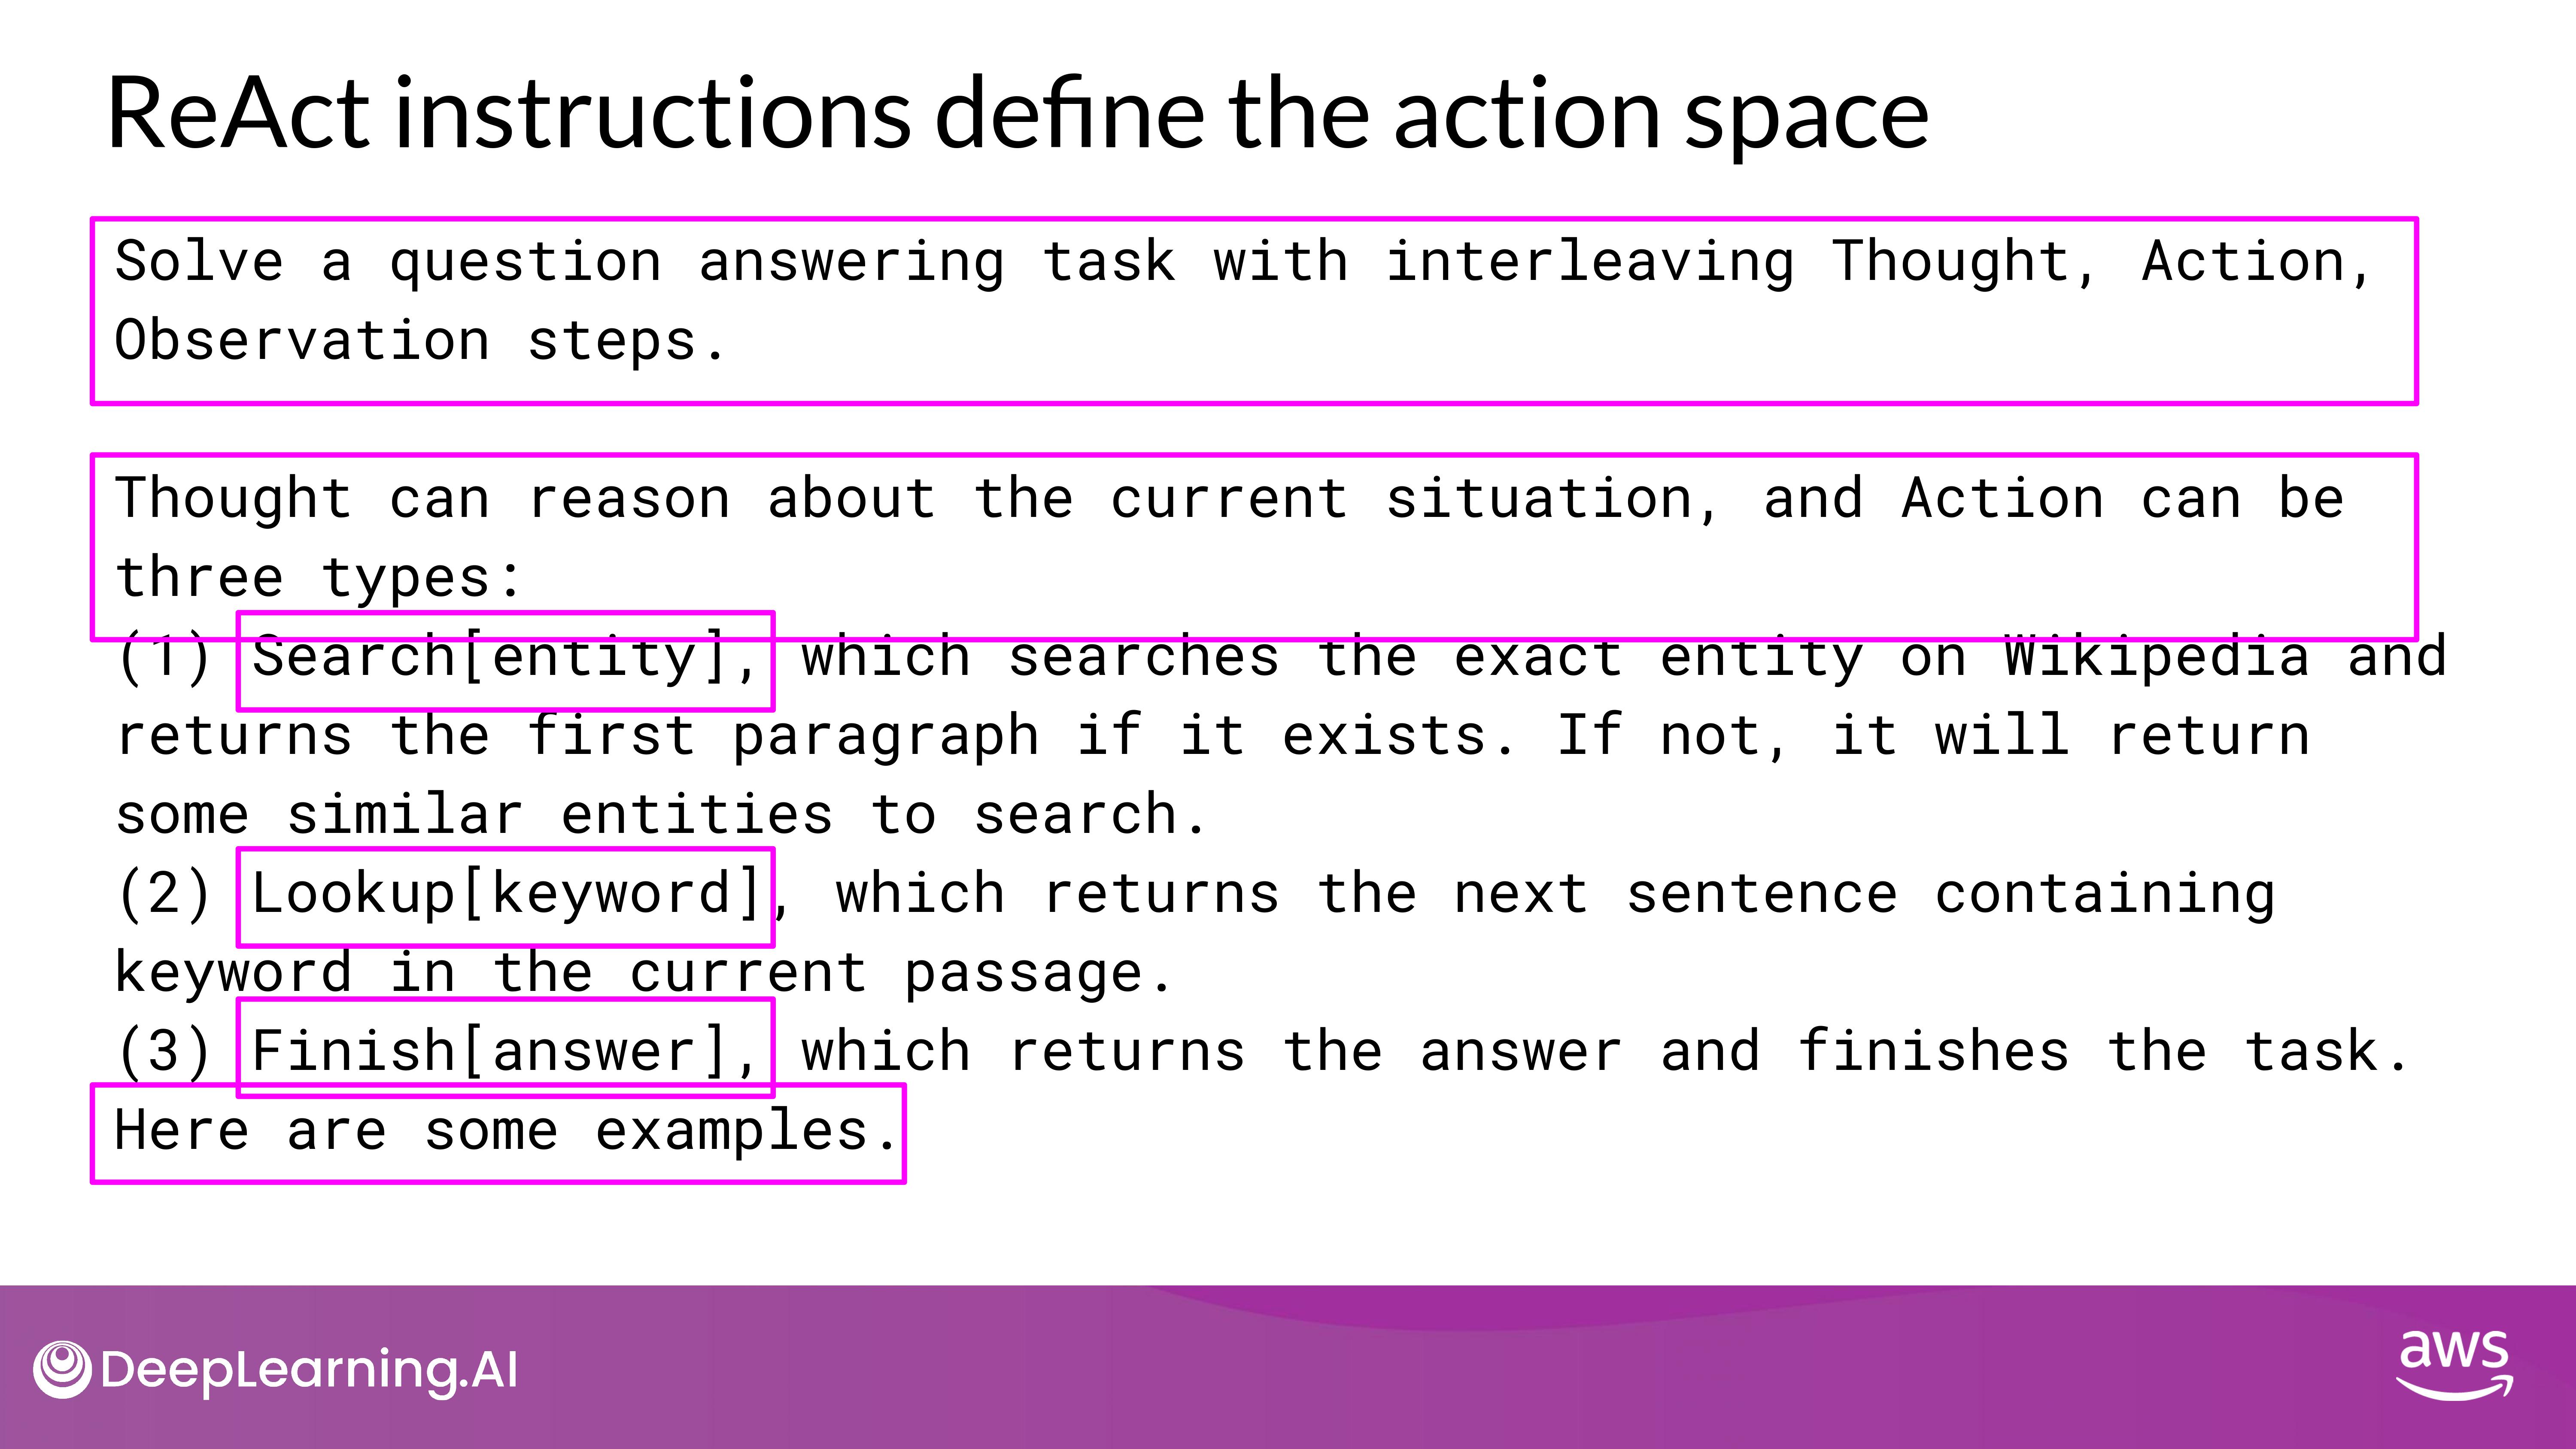 ReAct instructions define the action space
Solve a question answering task with interleaving Thought, Action,
Observation steps.
Thought can reason about the current situation, and Action can be
three types:
(1) Search[entity], which searches the exact entity on Wikipedia and
returns the first paragraph if it exists. If not, it will return
some similar entities to search.
(2) Lookup[keyword], which returns the next sentence containing
keyword in the current passage.
(3) Finish[answer], which returns the answer and finishes the task.
Here are some examples.
DeepLearning.AI
aws